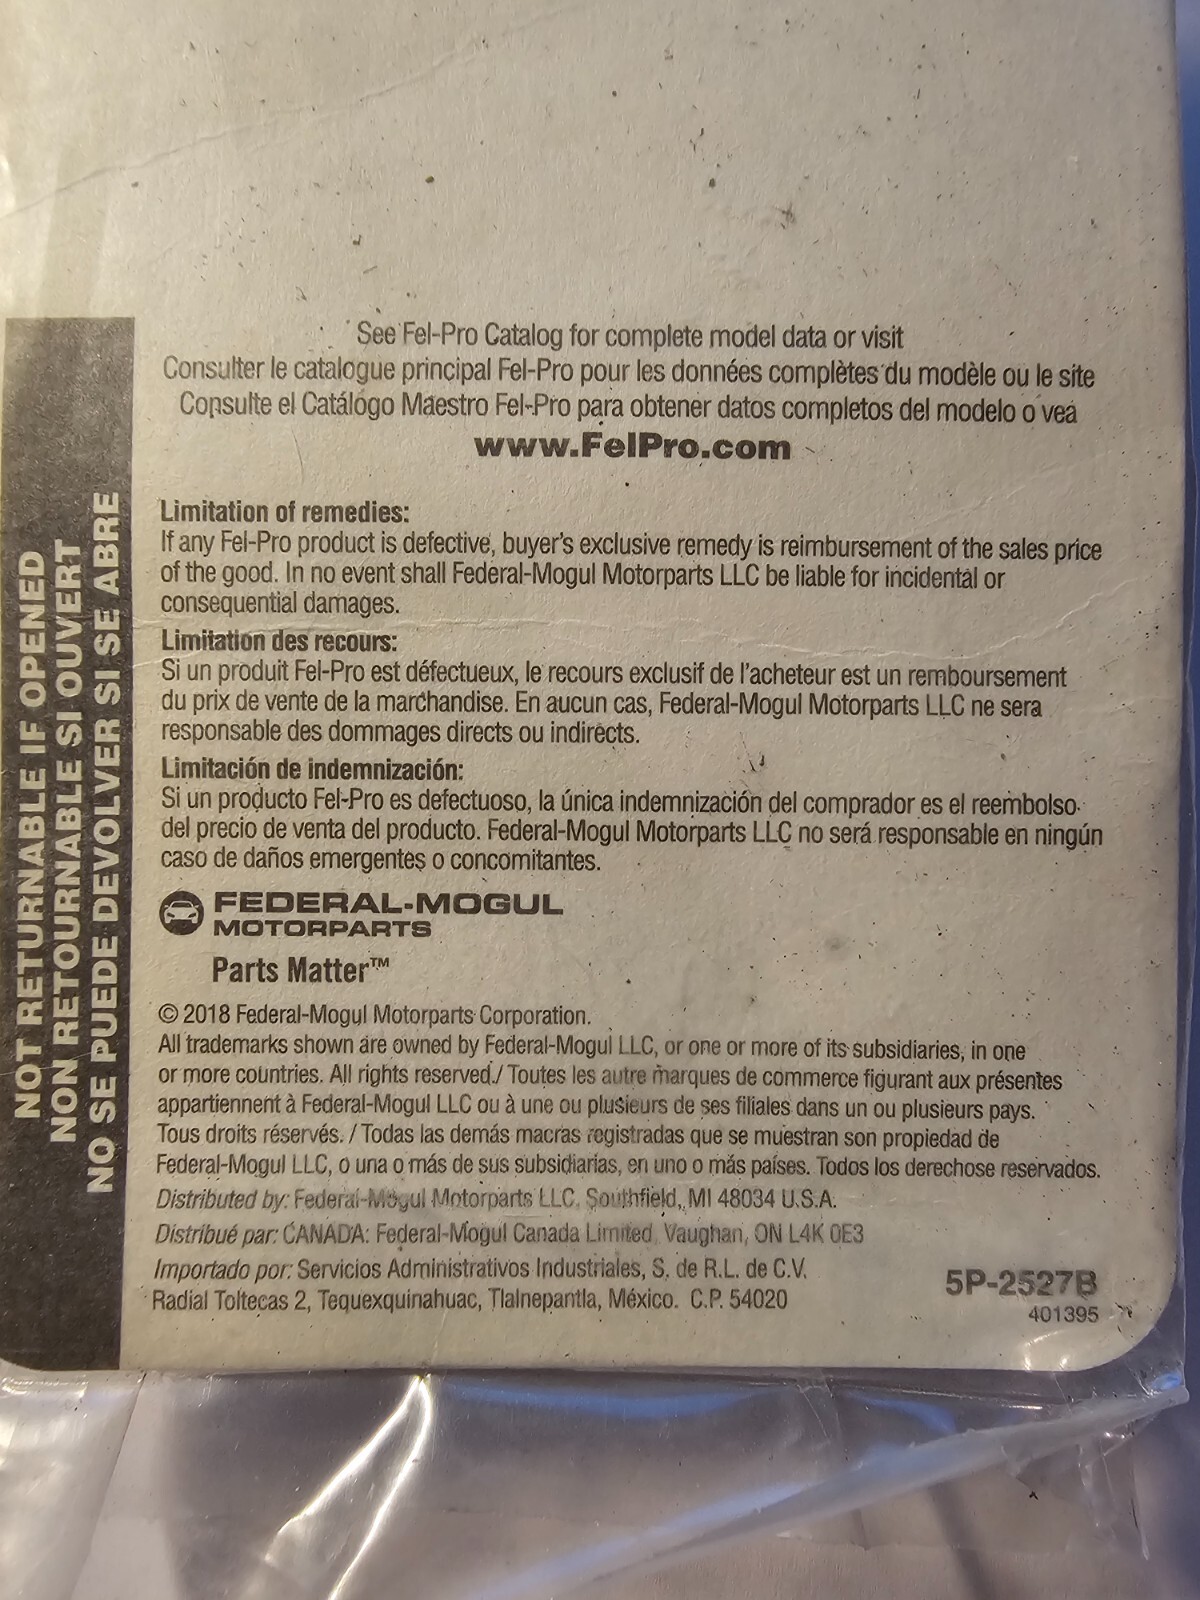 See Fel-Pro Catalog for complete model data or visit
Consulter le catalogue principal Fel-Pro pour les données complètes du modèle ou le site
Consulte el Catálogo Maestro Fel-Pro para obtener datos completos del modelo o vea
www.FelPro.com
Limitation of remedies:
If any Fel-Pro product is defective, buyer's exclusive remedy is reimbursement of the sales price
of the good. In no event shall Federal-Mogul Motorparts LLC be liable for incidental or
consequential damages.
Limitation des recours:
Si un produit Fel-Pro est défectueux, le recours exclusif de l'acheteur est un remboursement
du prix de vente de la marchandise. En aucun cas, Federal-Mogul Motorparts LLC ne sera
responsable des dommages directs ou indirects.
Limitación de indemnización:
Si un producto Fel-Pro es defectuoso, la única indemnización del comprador es el reembolso
del precio de venta del producto. Federal-Mogul Motorparts LLC no será responsable en ningún
caso de daños emergentes o concomitantes.
FEDERAL-MOGUL
MOTORPARTS
Parts Matter™
© 2018 Federal-Mogul Motorparts Corporation.
All trademarks shown are owned by Federal-Mogul LLC, or one or more of its subsidiaries, in one
or more countries. All rights reserved./ Toutes les autre marques de commerce figurant aux présentes
appartiennent à Federal-Mogul LLC ou à une ou plusieurs de ses filiales dans un ou plusieurs pays.
Tous droits réservés. / Todas las demás macras registradas que se muestran son propiedad de
Federal-Mogul LLC, o una o más de sus subsidiarias, en uno o más países. Todos los derechose reservados.
Distributed by: Federal-Mogul Motorparts LLC, Southfield, MI 48034 U.S.A.
Distribué par: CANADA: Federal-Mogul Canada Limited, Vaughan, ON L4K 0E3
Importado por: Servicios Administrativos Industriales, S. de R.L. de C.V.
Radial Toltecas 2, Tequexquinahuac, Tlalnepantla, México. C.P. 54020
5P-2527B
401395
NOT RETURNABLE IF OPENED
NON RETOURNABLE SI OUVERT
NO SE PUEDE DEVOLVER SI SE ABRE